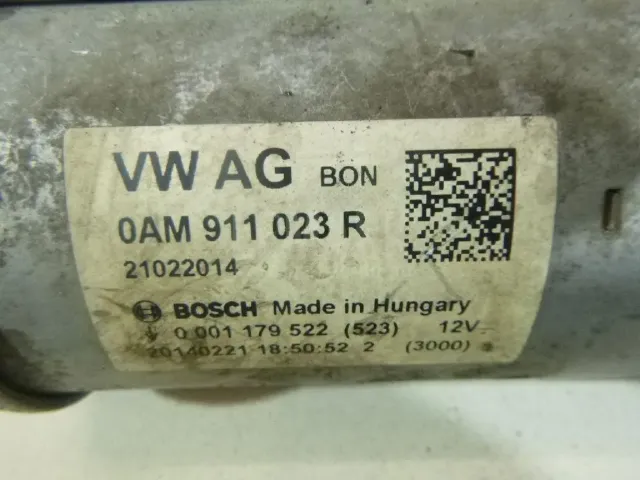 VW AG BON
0AM 911 023 R
21022014
BOSCH Made in Hungary
0 001 179 522 (523) 12V
20140221 18:50:52 2 (3000)